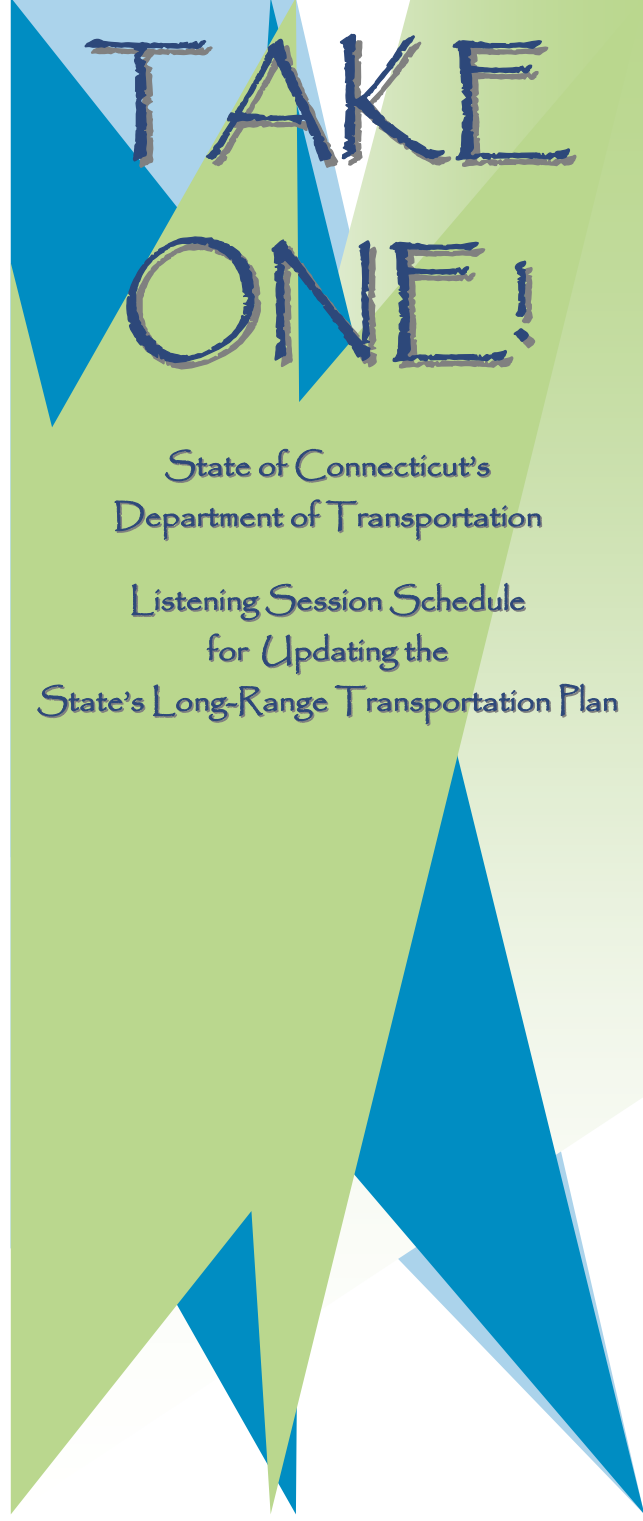 TAKE
ONE!
State of Connecticut's
Department of Transportation
Listening Session Schedule
for Updating the
State's Long-Range Transportation Plan